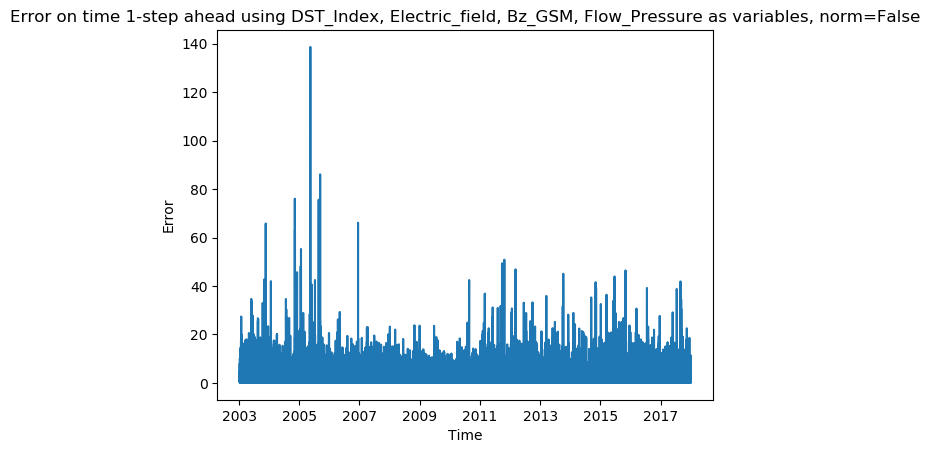 Error on time 1-step ahead using DST_Index, Electric_field, Bz_GSM, Flow_Pressure as variables, norm=False
140
120
100
80
60
40
20
0
Error
2003 2005 2007 2009 2011 2013 2015 2017
Time